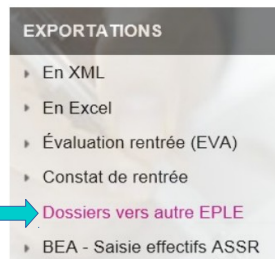 EXPORTATIONS
En XML
En Excel
Évaluation rentrée (EVA)
Constat de rentrée
Dossiers vers autre EPLE
BEA - Saisie effectifs ASSR